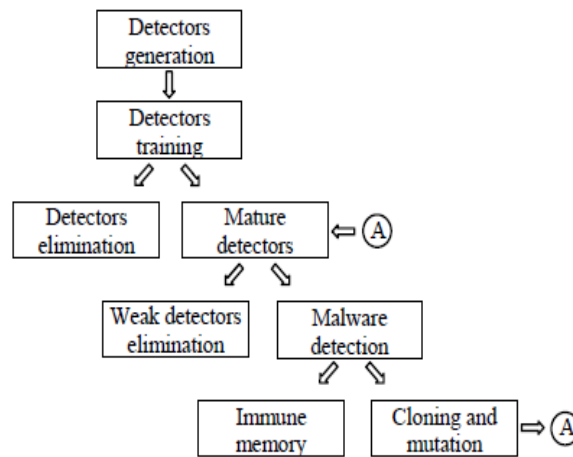 Detectors
generation
Detectors
training
Detectors
elimination
Mature
detectors
A
Weak detectors
elimination
Malware
detection
Immune
memory
Cloning and
mutation
A